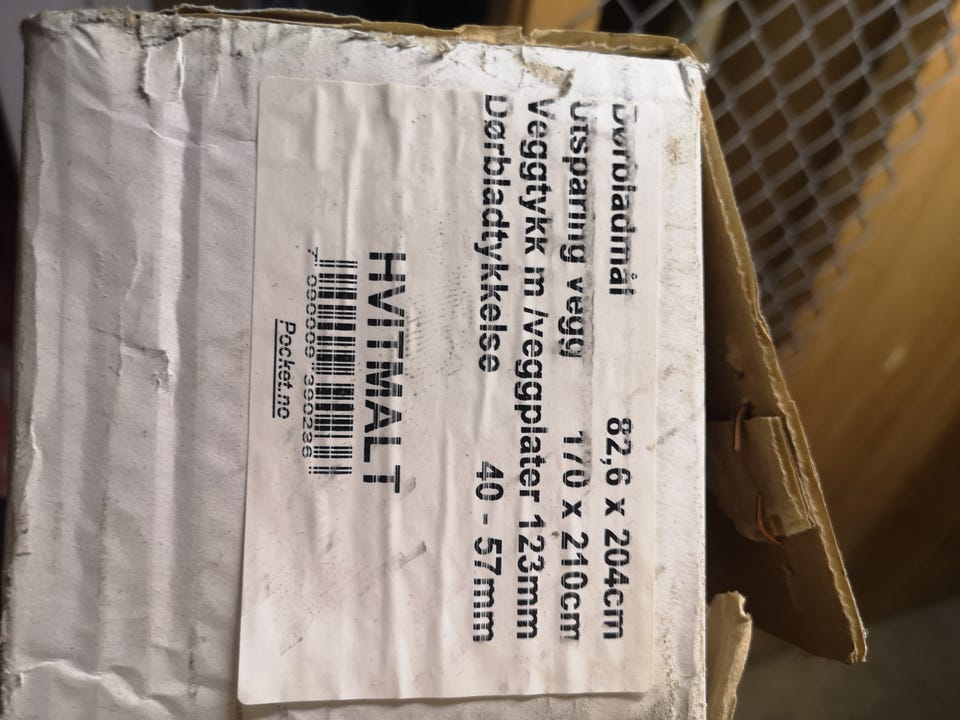 Dørbladmål 82,6 x 204cm
Utsparing vegg 170 x 210cm
Veggtykk m /veggplater 123mm
Dørbladtykkelse 40 - 57mm
HVITMALT
7 090009 390236
Pocket.no